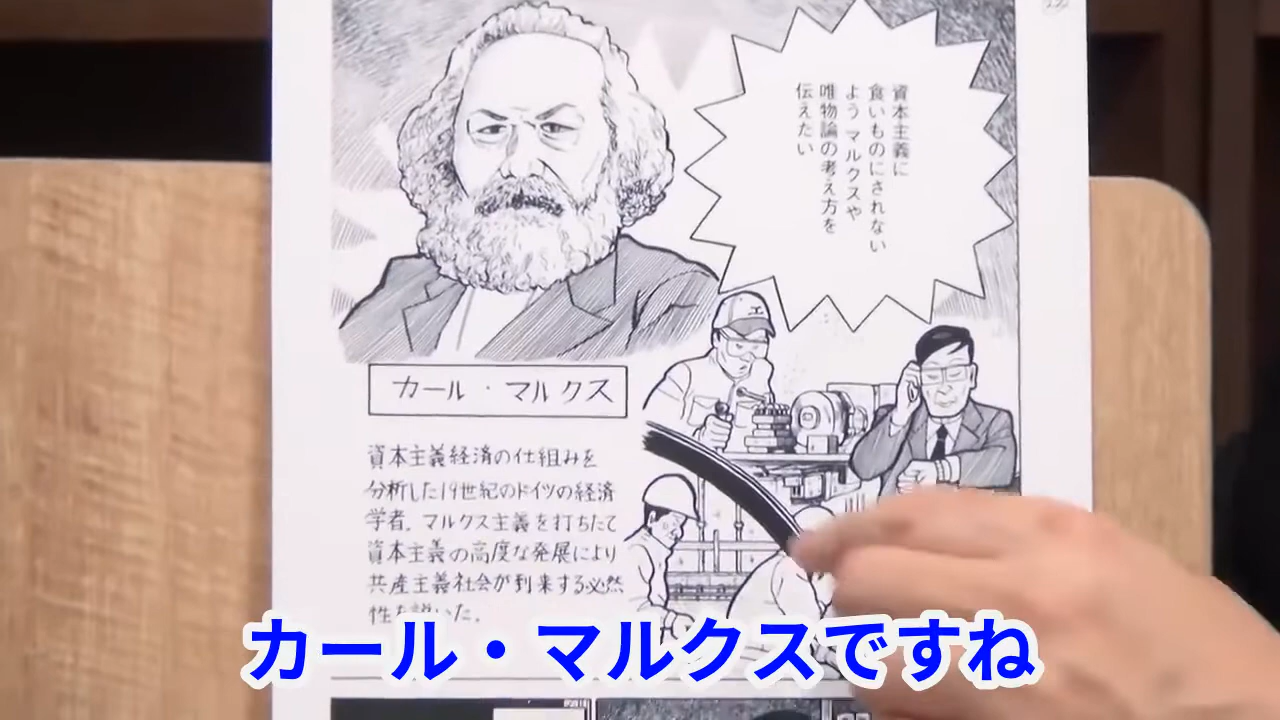 資本主義に
食いものにされない
よう マルクスや
唯物論の考え方を
伝えたい
カール・マルクス
資本主義経済の仕組みを
分析した19世紀のドイツの経済
学者。マルクス主義を打ちたて
資本主義の高度な発展により
共産主義社会が到来する必然
性を説いた。
カール・マルクスですね